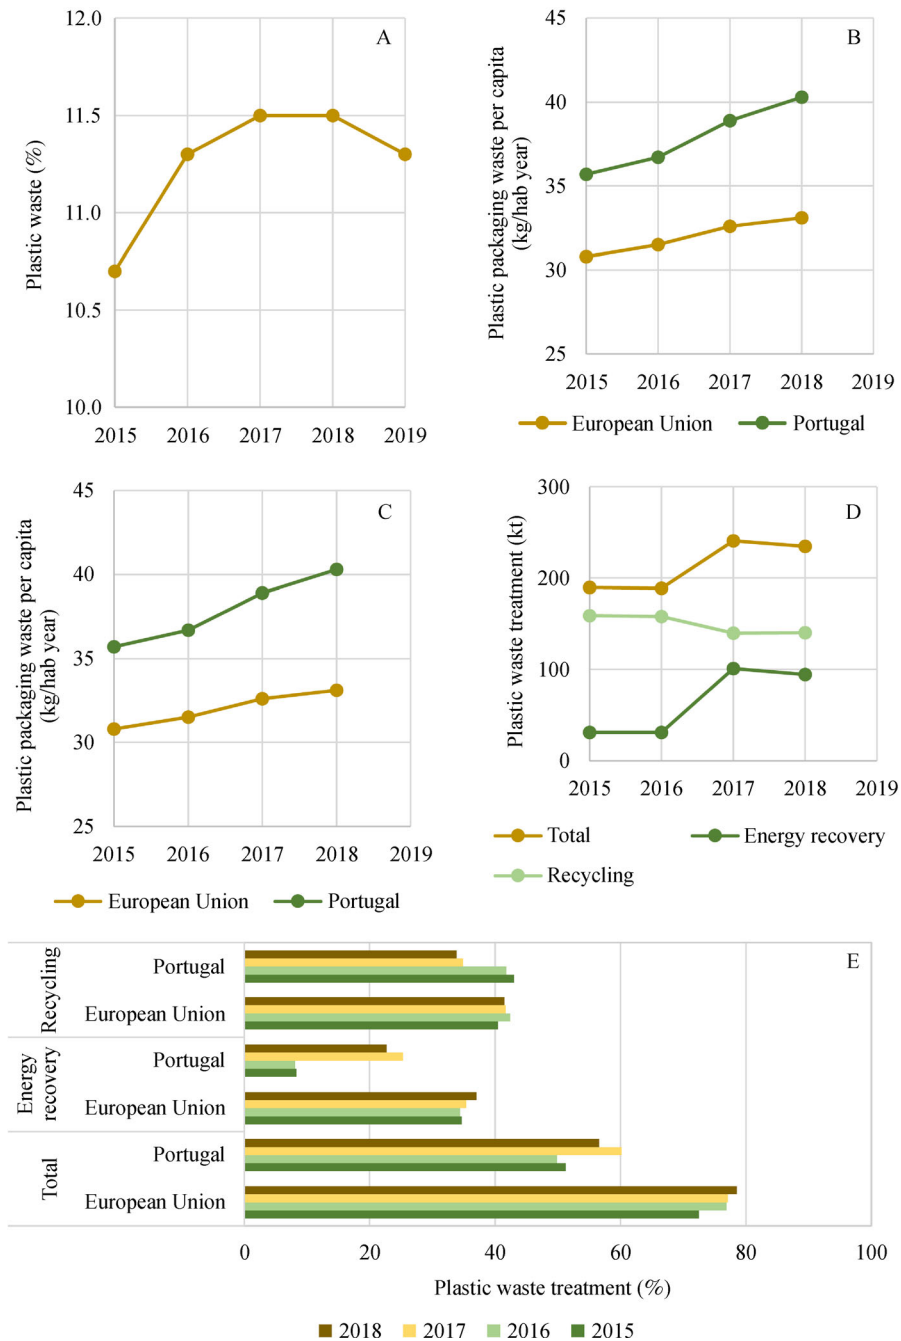 A
Plastic waste (%)
12.0
11.5
11.0
10.5
10.0
2015 2016 2017 2018 2019
B
Plastic packaging waste per capita
(kg/hab year)
45
40
35
30
25
2015 2016 2017 2018 2019
European Union Portugal
C
Plastic packaging waste per capita
(kg/hab year)
45
40
35
30
25
2015 2016 2017 2018 2019
European Union Portugal
D
Plastic waste treatment (kt)
300
200
100
0
2015 2016 2017 2018 2019
Total Energy recovery
Recycling
E
Recycling
Portugal
European Union
Energy
recovery
Portugal
European Union
Total
Portugal
European Union
0 20 40 60 80 100
Plastic waste treatment (%)
2018 2017 2016 2015